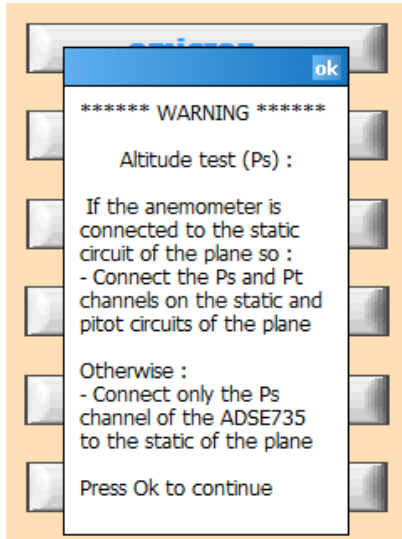 ok
****** WARNING ******
Altitude test (Ps) :
If the anemometer is
connected to the static
circuit of the plane so :
- Connect the Ps and Pt
channels on the static and
pitot circuits of the plane
Otherwise :
- Connect only the Ps
channel of the ADSE735
to the static of the plane
Press Ok to continue